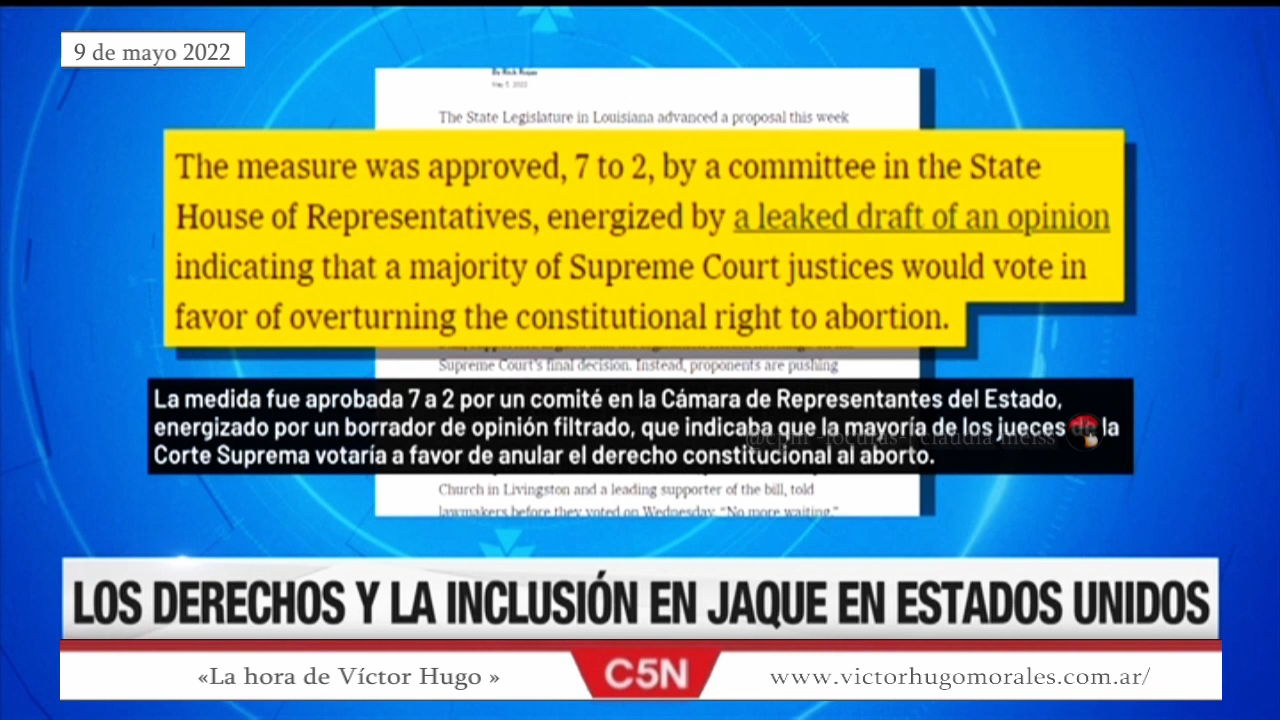 9 de mayo 2022
By Rick Rojas
May 5, 2022
The State Legislature in Louisiana advanced a proposal this week
The measure was approved, 7 to 2, by a committee in the State
House of Representatives, energized by a leaked draft of an opinion
indicating that a majority of Supreme Court justices would vote in
favor of overturning the constitutional right to abortion.
Supreme Court's final decision. Instead, proponents are pushing
La medida fue aprobada 7 a 2 por un comité en la Cámara de Representantes del Estado,
energizado por un borrador de opinión filtrado, que indicaba que la mayoría de los jueces de la
Corte Suprema votaría a favor de anular el derecho constitucional al aborto.
Church in Livingston and a leading supporter of the bill, told
lawmakers before they voted on Wednesday. "No more waiting."
LOS DERECHOS Y LA INCLUSIÓN EN JAQUE EN ESTADOS UNIDOS
«La hora de Víctor Hugo »
C5N
www.victorhugomorales.com.ar/